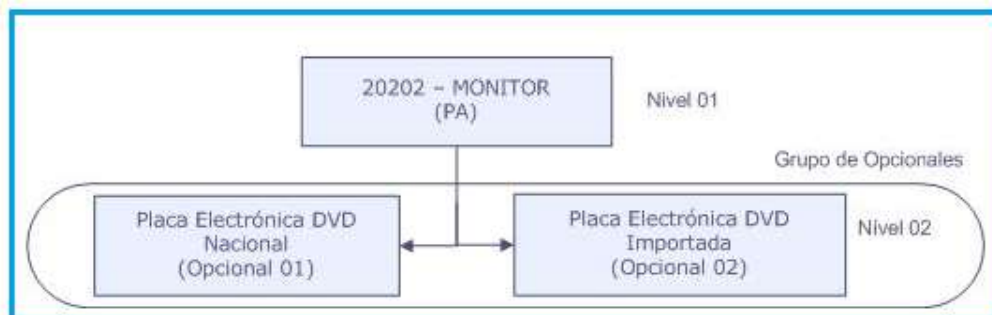 20202 – MONITOR
(PA)
Nivel 01
Grupo de Opcionales
Placa Electrónica DVD
Nacional
(Opcional 01)
Placa Electrónica DVD
Importada
(Opcional 02)
Nível 02